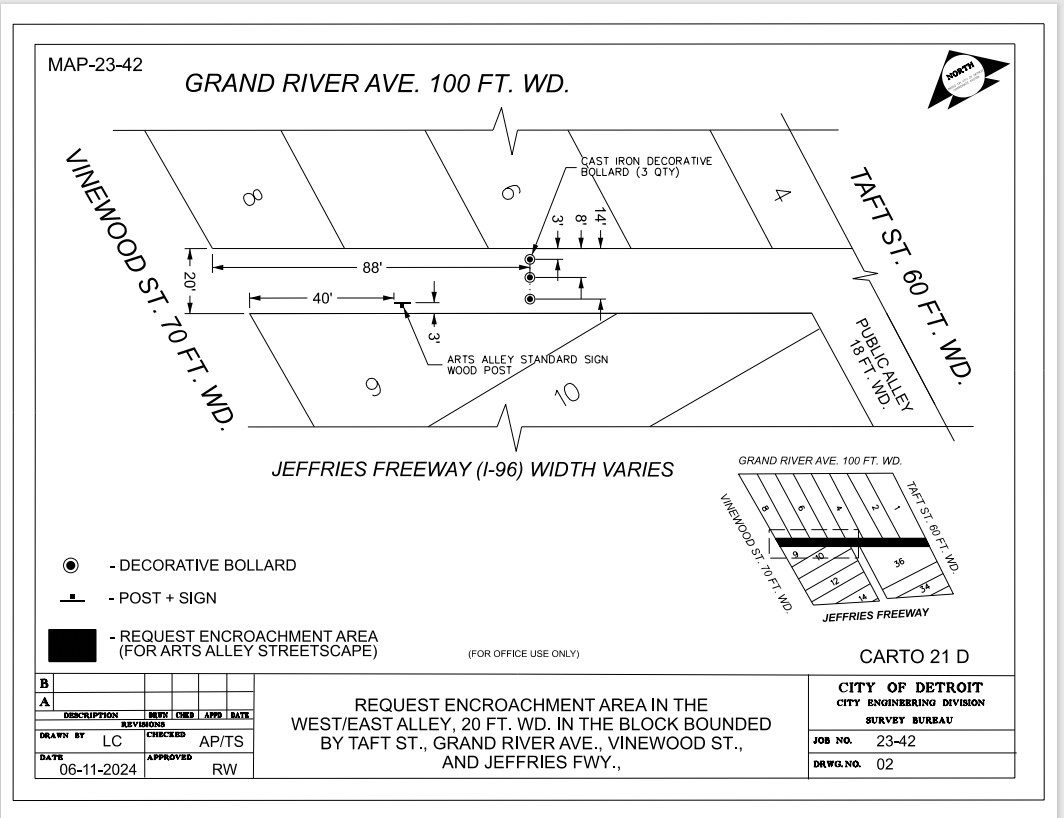 MAP-23-42
GRAND RIVER AVE. 100 FT. WD.
NORTH
VINEWOOD ST. 70 FT. WD.
TAFT ST. 60 FT. WD.
8
6
4
CAST IRON DECORATIVE
BOLLARD (3 QTY)
3'
8'
14'
20'
88'
40'
3'
ARTS ALLEY STANDARD SIGN
WOOD POST
9
10
PUBLIC ALLEY
18 FT. WD.
JEFFRIES FREEWAY (I-96) WIDTH VARIES
GRAND RIVER AVE. 100 FT. WD.
VINEWOOD ST. 70 FT. WD.
TAFT ST. 60 FT. WD.
8
6
4
2
1
9
10
12
14
36
34
JEFFRIES FREEWAY
- DECORATIVE BOLLARD
- POST + SIGN
- REQUEST ENCROACHMENT AREA
(FOR ARTS ALLEY STREETSCAPE)
(FOR OFFICE USE ONLY)
CARTO 21 D
B
A
DESCRIPTION DRWN CHKD APPD DATE
REVISIONS
DRAWN BY LC
CHECKED AP/TS
DATE 06-11-2024
APPROVED RW
REQUEST ENCROACHMENT AREA IN THE
WEST/EAST ALLEY, 20 FT. WD. IN THE BLOCK BOUNDED
BY TAFT ST., GRAND RIVER AVE., VINEWOOD ST.,
AND JEFFRIES FWY.,
CITY OF DETROIT
CITY ENGINEERING DIVISION
SURVEY BUREAU
JOB NO. 23-42
DRWG. NO. 02